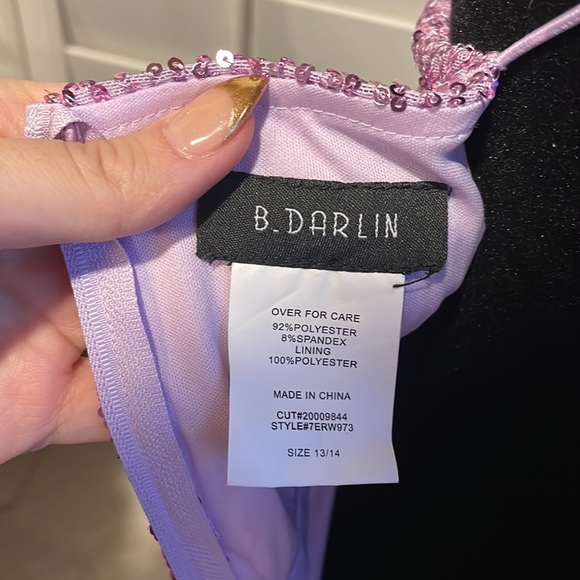 B.DARLIN
OVER FOR CARE
92%POLYESTER
8%SPANDEX
LINING
100%POLYESTER
MADE IN CHINA
CUT#20009844
STYLE#7ERW973
SIZE 13/14